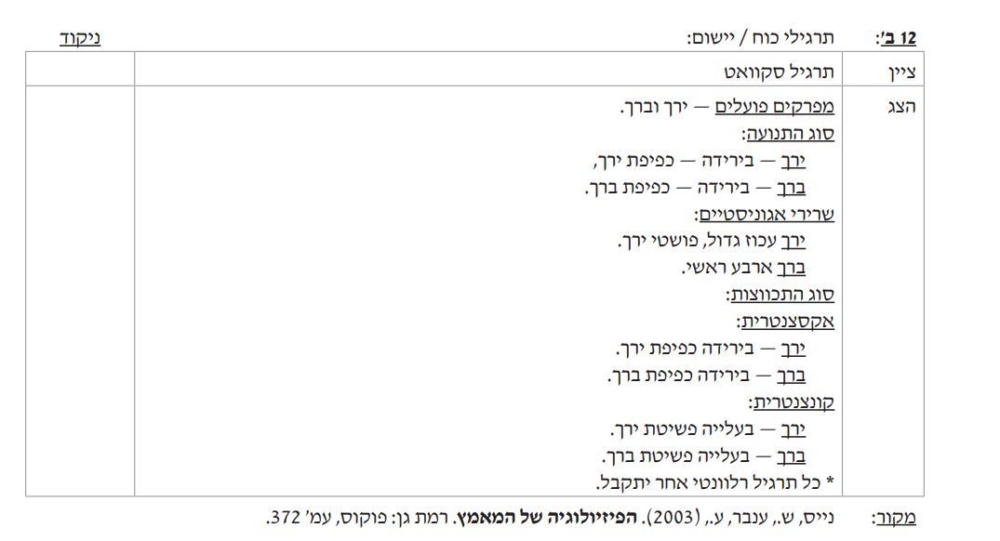 12 ב': תרגילי כוח / יישום: ניקוד
ציין תרגיל סקוואט
הצג מפרקים פועלים — ירך וברך.
סוג התנועה:
ירך — בירידה — כפיפת ירך,
ברך — בירידה — כפיפת ברך.
שרירי אגוניסטיים:
ירך עכוז גדול, פושטי ירך.
ברך ארבע ראשי.
סוג התכווצות:
אקסצנטרית:
ירך — בירידה כפיפת ירך.
ברך — בירידה כפיפת ברך.
קונצנטרית:
ירך — בעלייה פשיטת ירך.
ברך — בעלייה פשיטת ברך.
* כל תרגיל רלוונטי אחר יתקבל.
מקור: נייס, ש., ענבר, ע., (2003). הפיזיולוגיה של המאמץ. רמת גן: פוקוס, עמ' 372.